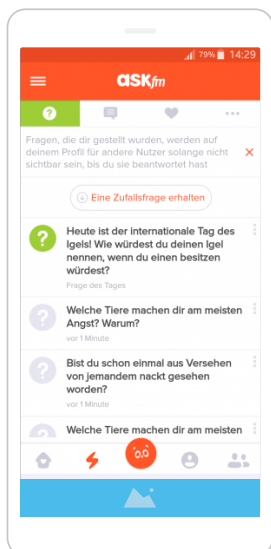 79% 14:29
ASKfm
Fragen, die dir gestellt wurden, werden auf
deinem Profil für andere Nutzer solange nicht
sichtbar sein, bis du sie beantwortet hast
Eine Zufallsfrage erhalten
Heute ist der internationale Tag des
Igels! Wie würdest du deinen Igel
nennen, wenn du einen besitzen
würdest?
Frage des Tages
Welche Tiere machen dir am meisten
Angst? Warum?
vor 1 Minute
Bist du schon einmal aus Versehen
von jemandem nackt gesehen
worden?
vor 1 Minute
Welche Tiere machen dir am meisten